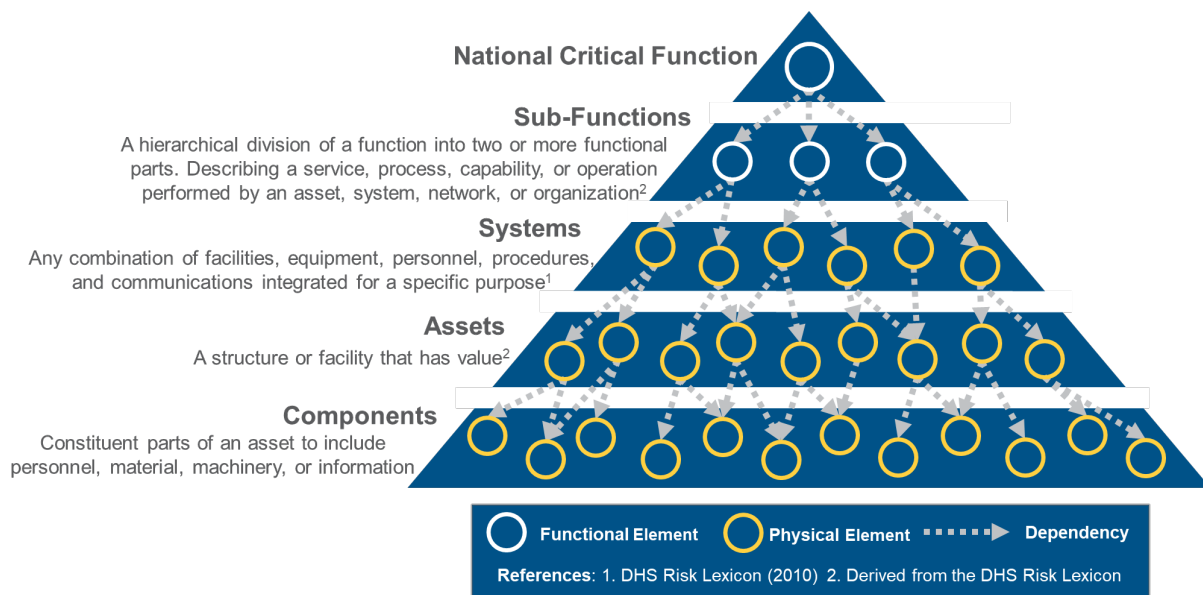 National Critical Function
Sub-Functions
A hierarchical division of a function into two or more functional
parts. Describing a service, process, capability, or operation
performed by an asset, system, network, or organization2
Systems
Any combination of facilities, equipment, personnel, procedures,
and communications integrated for a specific purpose1
Assets
A structure or facility that has value2
Components
Constituent parts of an asset to include
personnel, material, machinery, or information
Functional Element
Physical Element
Dependency
References: 1. DHS Risk Lexicon (2010) 2. Derived from the DHS Risk Lexicon